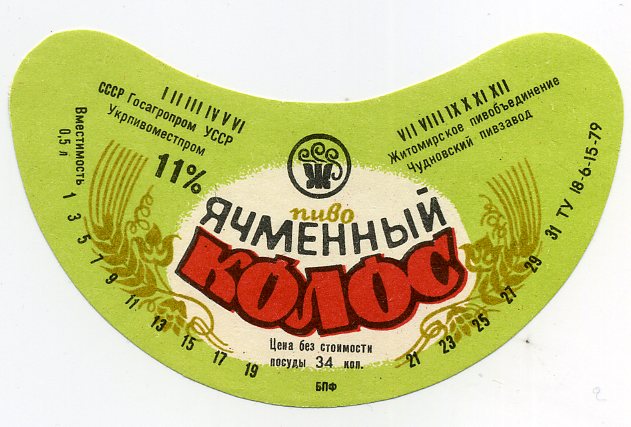 I II III IV V VI
СССР Госагропром УССР
Укрпивоместпром
11%
Вместимость
0,5 л
VII VIII IX X XI XII
Житомирское пивобъединение
Чудновский пивзавод
Ж
пиво
ЯЧМЕННЫЙ
КОЛОС
Цена без стоимости
посуды 34 коп.
БПФ
1 3 5 7 9 11 13 15 17 19
21 23 25 27 29 31 ТУ 18-6-15-79